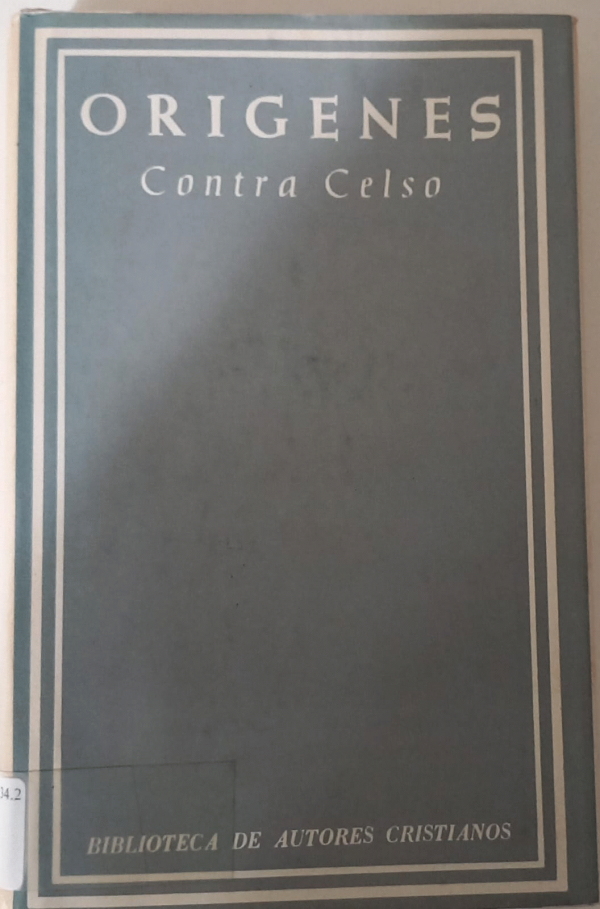 ORIGENES
Contra Celso
BIBLIOTECA DE AUTORES CRISTIANOS